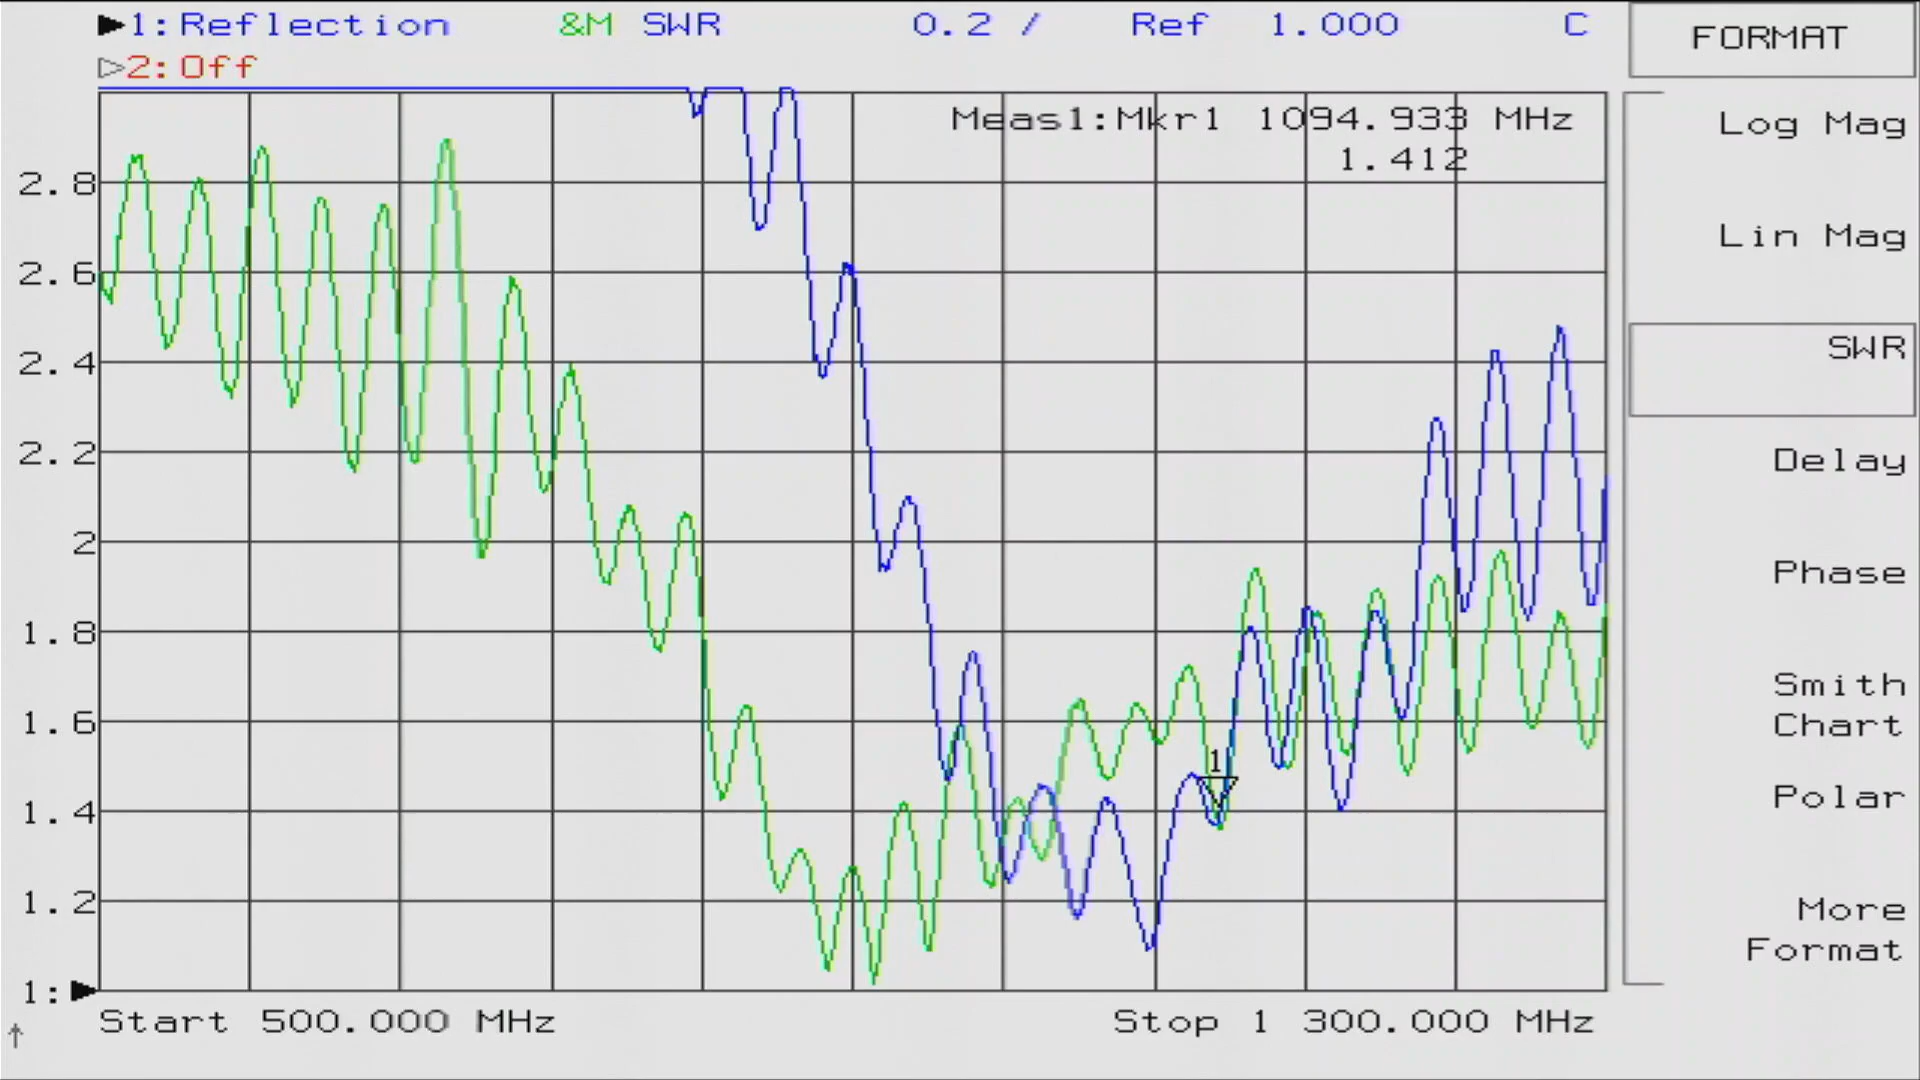 ▶1:Reflection &M SWR 0.2 / Ref 1.000 C
▷2:Off
FORMAT
Meas1:Mkr1 1094.933 MHz
1.412
Log Mag
Lin Mag
SWR
Delay
Phase
Smith
Chart
Polar
More
Format
2.8
2.6
2.4
2.2
2
1.8
1.6
1.4
1.2
1:▶
1
Start 500.000 MHz
Stop 1 300.000 MHz
↑